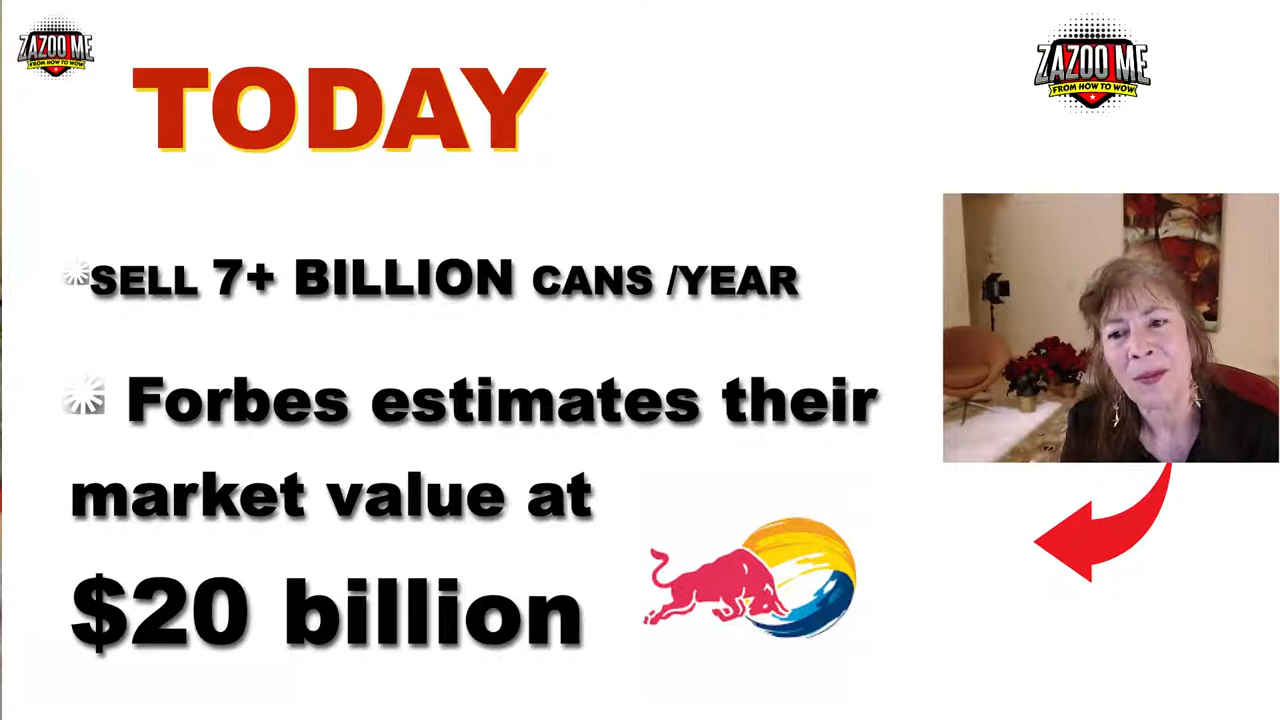 ZAZOO ME
FROM HOW TO WOW
ZAZOO ME
FROM HOW TO WOW
TODAY
SELL 7+ BILLION CANS /YEAR
Forbes estimates their
market value at
$20 billion